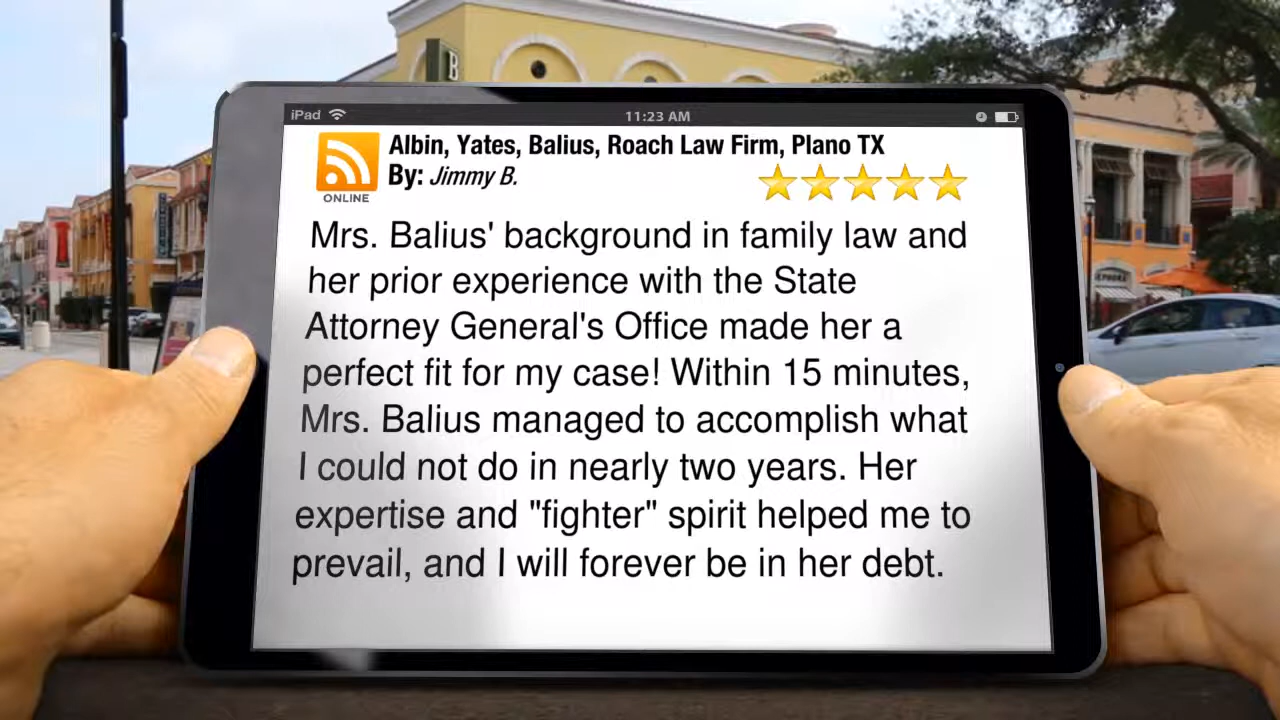 iPad 11:23 AM
Albin, Yates, Balius, Roach Law Firm, Plano TX
By: Jimmy B.
ONLINE
Mrs. Balius' background in family law and
her prior experience with the State
Attorney General's Office made her a
perfect fit for my case! Within 15 minutes,
Mrs. Balius managed to accomplish what
I could not do in nearly two years. Her
expertise and "fighter" spirit helped me to
prevail, and I will forever be in her debt.
B
SEPHORA